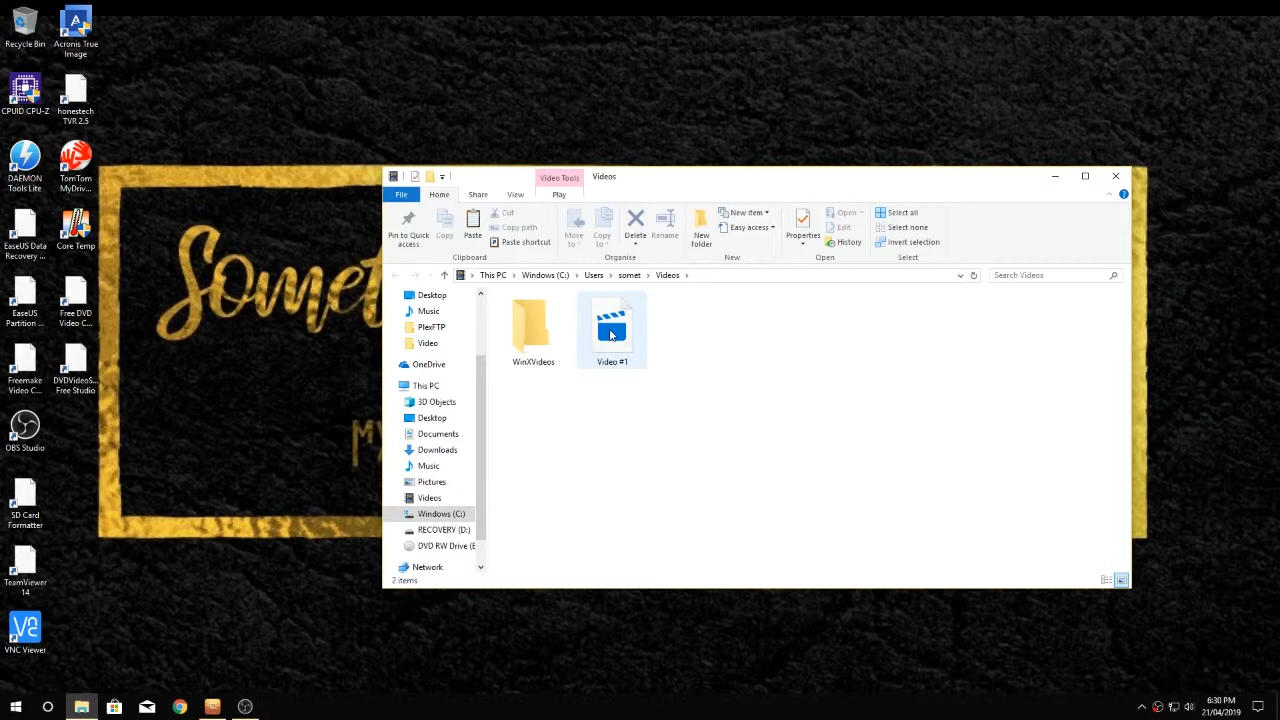 Recycle Bin
Acronis True
Image
CPUID CPU-Z
honestech
TVR 2.5
DAEMON
Tools Lite
TomTom
MyDriv...
EaseUS Data
Recovery ...
Core Temp
EaseUS
Partition ...
Free DVD
Video C...
Freemake
Video C...
DVDVideoS...
Free Studio
OBS Studio
SD Card
Formatter
TeamViewer
14
VNC Viewer
Video Tools
Videos
File
Home
Share
View
Play
Pin to Quick
access
Copy
Paste
Cut
Copy path
Paste shortcut
Clipboard
Move
to
Copy
to
Delete
Rename
Organise
New
folder
New item
Easy access
New
Properties
Open
Edit
History
Open
Select all
Select none
Invert selection
Select
This PC
Windows (C:)
Users
somet
Videos
Search Videos
Desktop
Music
PlexFTP
Video
OneDrive
This PC
3D Objects
Desktop
Documents
Downloads
Music
Pictures
Videos
Windows (C:)
RECOVERY (D:)
DVD RW Drive (E
Network
WinXVideos
Video #1
2 items
Somet
MY
6:30 PM
21/04/2019